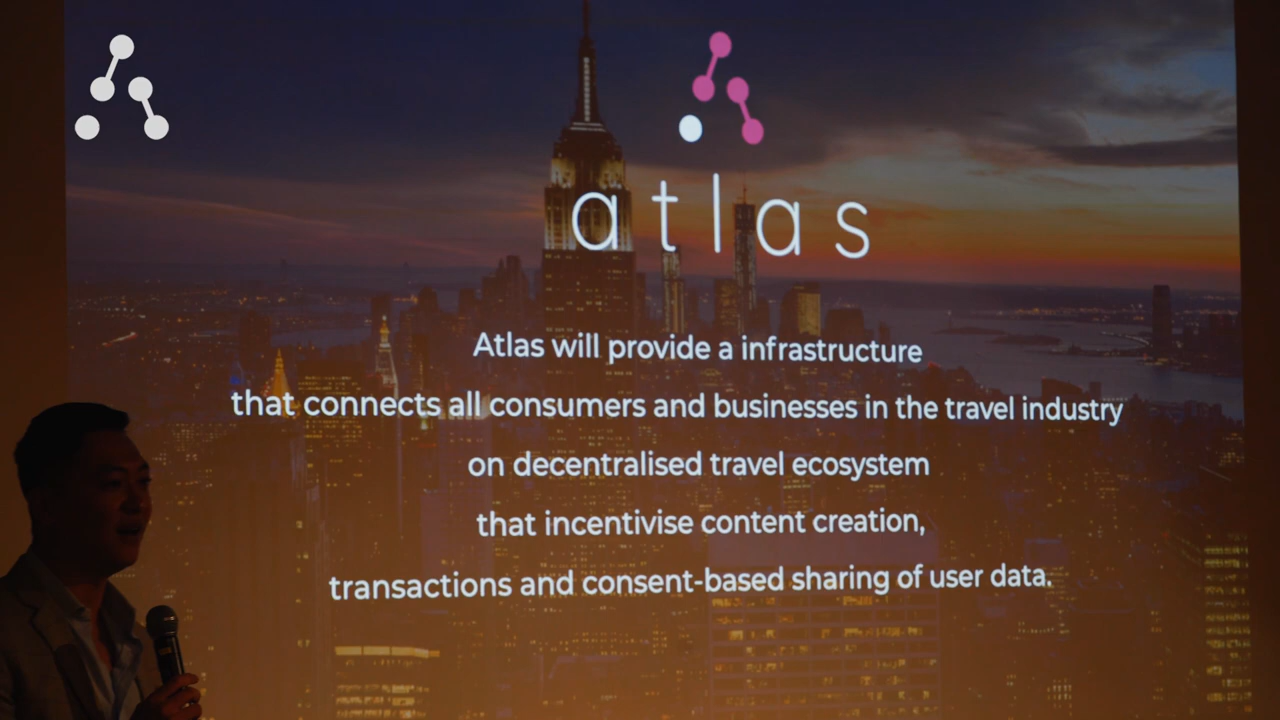 atlas
Atlas will provide a infrastructure
that connects all consumers and businesses in the travel industry
on decentralised travel ecosystem
that incentivise content creation,
transactions and consent-based sharing of user data.